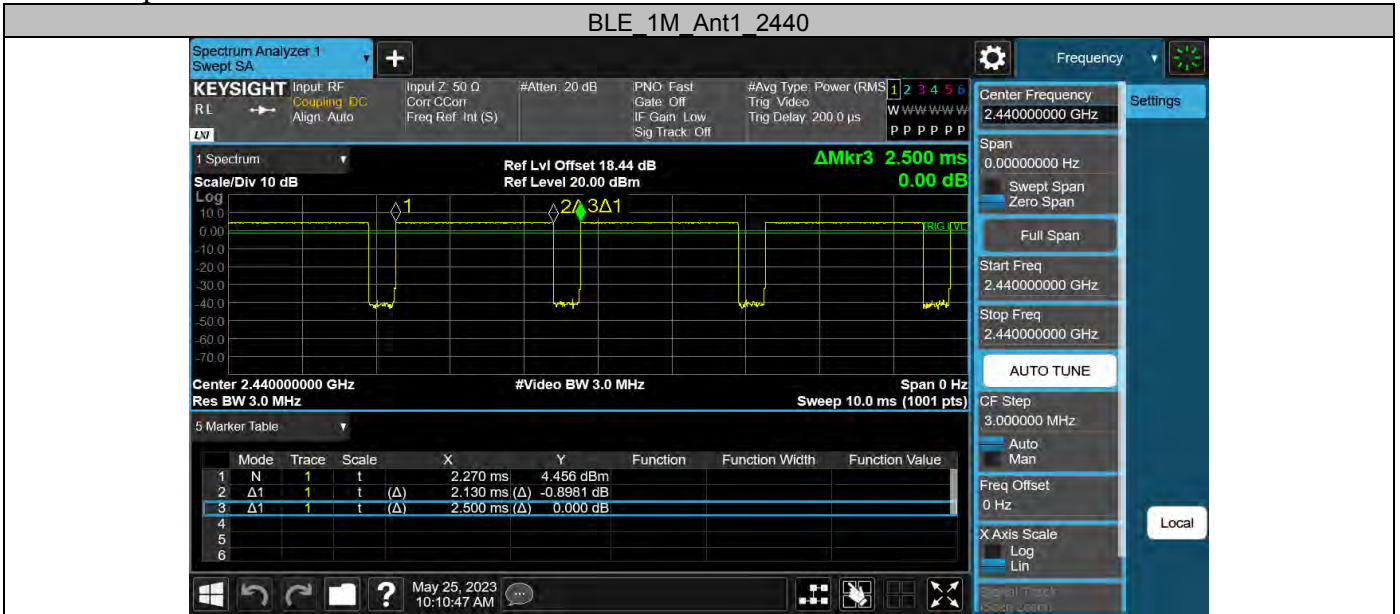 BLE_1M_Ant1_2440
Spectrum Analyzer 1
Swept SA
Frequency
KEYSIGHT
RL
LXI
Input: RF
Coupling: DC
Align: Auto
Input Z: 50 Ω
Corr CCorr
Freq Ref: Int (S)
#Atten: 20 dB
PNO: Fast
Gate: Off
IF Gain: Low
Sig Track: Off
#Avg Type: Power (RMS
Trig: Video
Trig Delay: 200.0 µs
1 2 3 4 5 6
W W W W W W
P P P P P P
1 Spectrum
Scale/Div 10 dB
Ref Lvl Offset 18.44 dB
Ref Level 20.00 dBm
ΔMkr3 2.500 ms
0.00 dB
Log
10.0
0.00
-10.0
-20.0
-30.0
-40.0
-50.0
-60.0
-70.0
1
2Δ 3Δ1
TRIG LVL
Center 2.440000000 GHz
#Video BW 3.0 MHz
Span 0 Hz
Res BW 3.0 MHz
Sweep 10.0 ms (1001 pts)
5 Marker Table
Mode Trace Scale X Y Function Function Width Function Value
1 N 1 t 2.270 ms 4.456 dBm
2 Δ1 1 t (Δ) 2.130 ms (Δ) -0.8981 dB
3 Δ1 1 t (Δ) 2.500 ms (Δ) 0.000 dB
4
5
6
?
May 25, 2023
10:10:47 AM
Center Frequency
2.440000000 GHz
Span
0.00000000 Hz
Swept Span
Zero Span
Full Span
Start Freq
2.440000000 GHz
Stop Freq
2.440000000 GHz
AUTO TUNE
CF Step
3.000000 MHz
Auto
Man
Freq Offset
0 Hz
X Axis Scale
Log
Lin
Signal Track
(Span Zoom)
Settings
Local